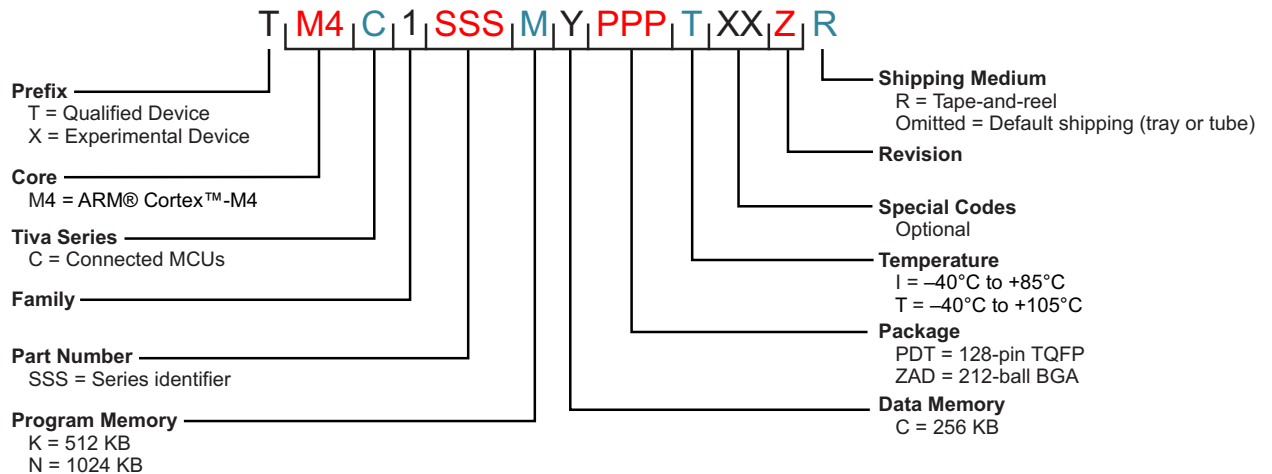 T M4 C 1 SSS M Y PPP T XX Z R
Prefix
T = Qualified Device
X = Experimental Device
Core
M4 = ARM® Cortex™-M4
Tiva Series
C = Connected MCUs
Family
Part Number
SSS = Series identifier
Program Memory
K = 512 KB
N = 1024 KB
Shipping Medium
R = Tape-and-reel
Omitted = Default shipping (tray or tube)
Revision
Special Codes
Optional
Temperature
I = –40°C to +85°C
T = –40°C to +105°C
Package
PDT = 128-pin TQFP
ZAD = 212-ball BGA
Data Memory
C = 256 KB